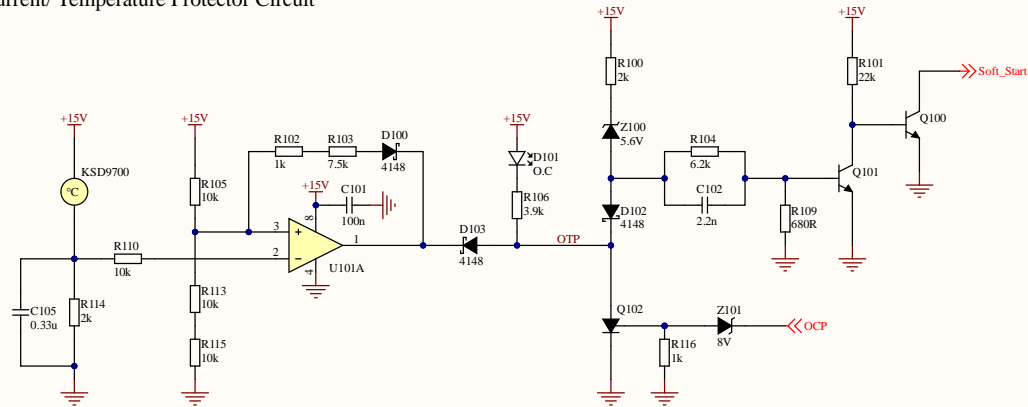 urrent/ Temperature Protector Circuit
+15V
+15V
+15V
+15V
+15V
+15V
KSD9700
°C
R110
10k
C105
0.33u
R114
2k
R105
10k
R113
10k
R115
10k
R102
1k
R103
7.5k
D100
4148
C101
100n
3
2
8
4
1
+
−
U101A
D103
4148
D101
O.C
R106
3.9k
OTP
R100
2k
Z100
5.6V
D102
4148
Q102
R116
1k
Z101
8V
OCP
R104
6.2k
C102
2.2n
R109
680R
R101
22k
Q101
Q100
Soft_Start